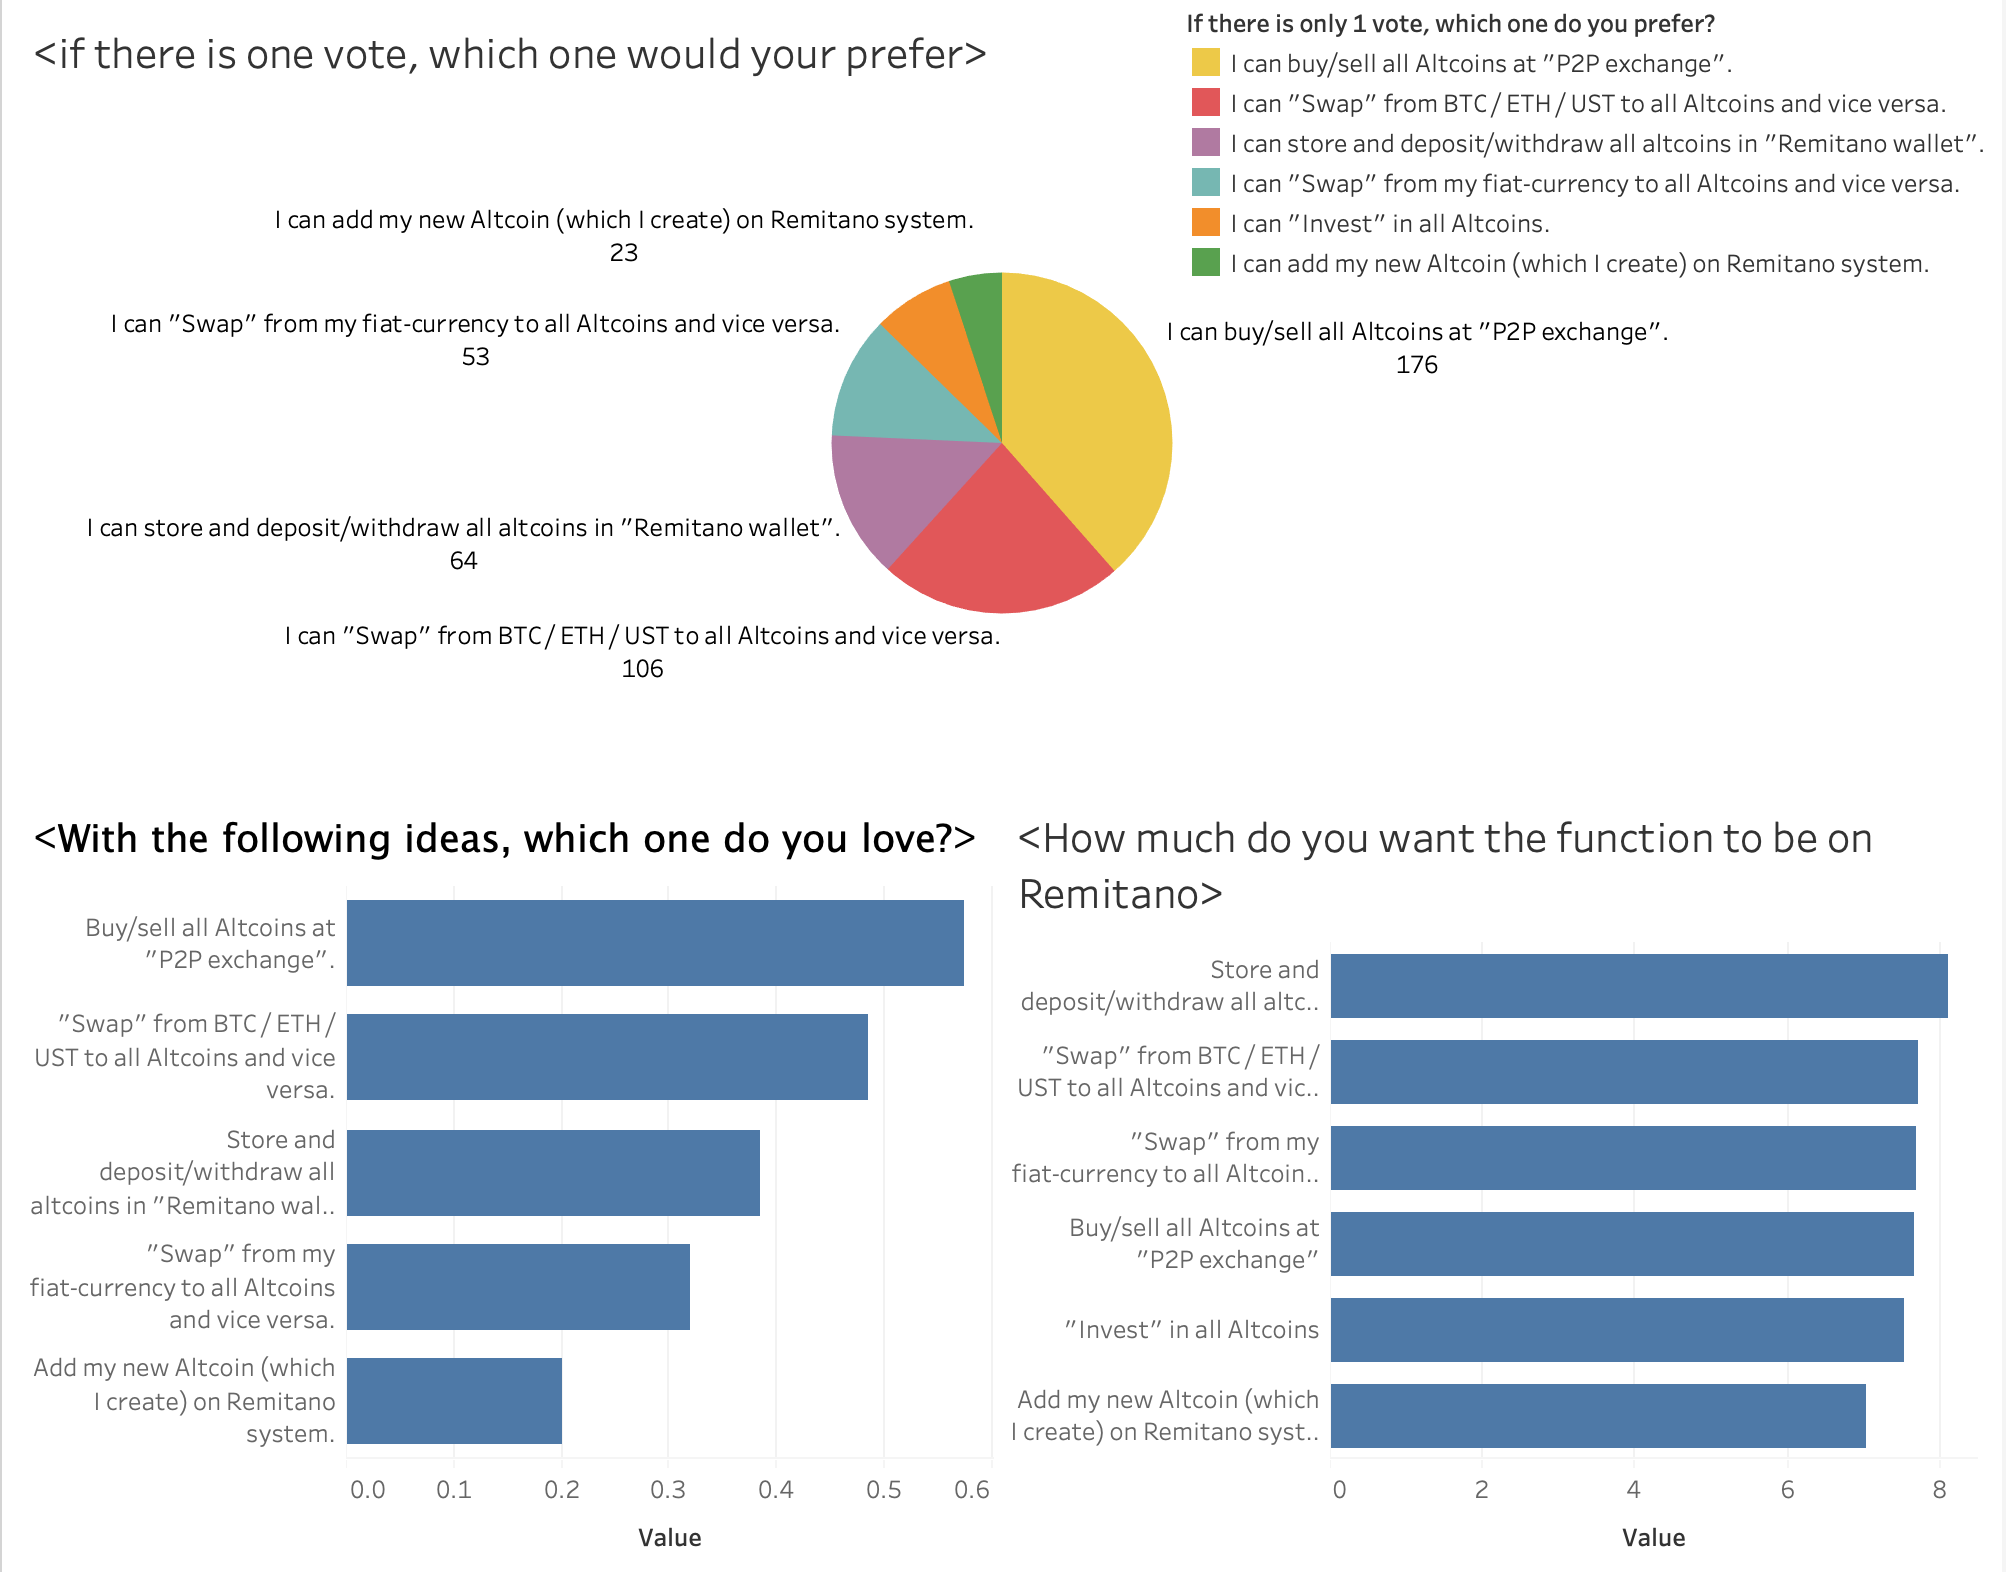 <if there is one vote, which one would your prefer>
If there is only 1 vote, which one do you prefer?
I can buy/sell all Altcoins at "P2P exchange".
I can "Swap" from BTC / ETH / UST to all Altcoins and vice versa.
I can store and deposit/withdraw all altcoins in "Remitano wallet".
I can "Swap" from my fiat-currency to all Altcoins and vice versa.
I can "Invest" in all Altcoins.
I can add my new Altcoin (which I create) on Remitano system.
I can add my new Altcoin (which I create) on Remitano system.
23
I can "Swap" from my fiat-currency to all Altcoins and vice versa.
53
I can buy/sell all Altcoins at "P2P exchange".
176
I can store and deposit/withdraw all altcoins in "Remitano wallet".
64
I can "Swap" from BTC / ETH / UST to all Altcoins and vice versa.
106
<With the following ideas, which one do you love?>
Buy/sell all Altcoins at
"P2P exchange".
"Swap" from BTC / ETH /
UST to all Altcoins and vice
versa.
Store and
deposit/withdraw all
altcoins in "Remitano wal..
"Swap" from my
fiat-currency to all Altcoins
and vice versa.
Add my new Altcoin (which
I create) on Remitano
system.
0.0 0.1 0.2 0.3 0.4 0.5 0.6
Value
<How much do you want the function to be on
Remitano>
Store and
deposit/withdraw all altc..
"Swap" from BTC / ETH /
UST to all Altcoins and vic..
"Swap" from my
fiat-currency to all Altcoin..
Buy/sell all Altcoins at
"P2P exchange"
"Invest" in all Altcoins
Add my new Altcoin (which
I create) on Remitano syst..
0 2 4 6 8
Value